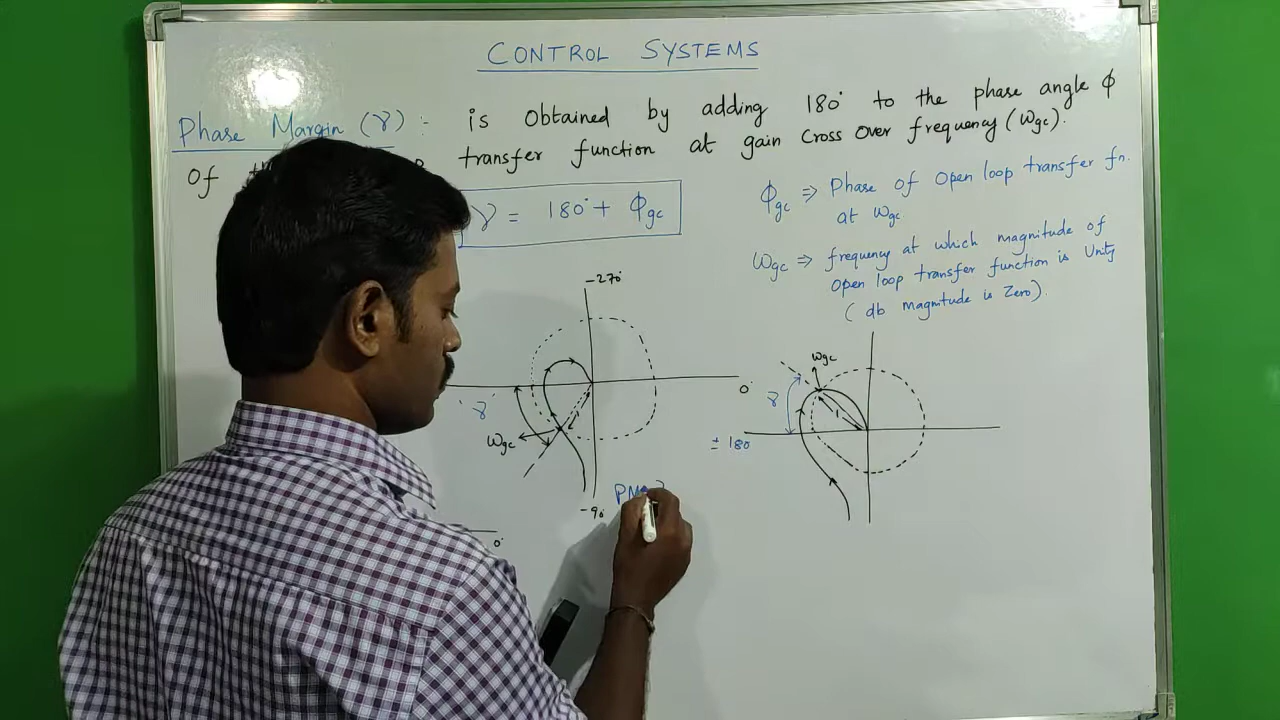 CONTROL SYSTEMS
Phase Margin (γ) :- is obtained by adding 180° to the phase angle ϕ
Of transfer function at gain Cross Over frequency (ωgc).
γ = 180° + ϕgc
ϕgc ⇒ Phase of Open loop transfer fn.
at ωgc
ωgc ⇒ frequency at which magnitude of
Open loop transfer function is Unity
( db magnitude is Zero)
-270°
0°
'γ'
ωgc
-90
PM
0°
ωgc
γ
1
± 180